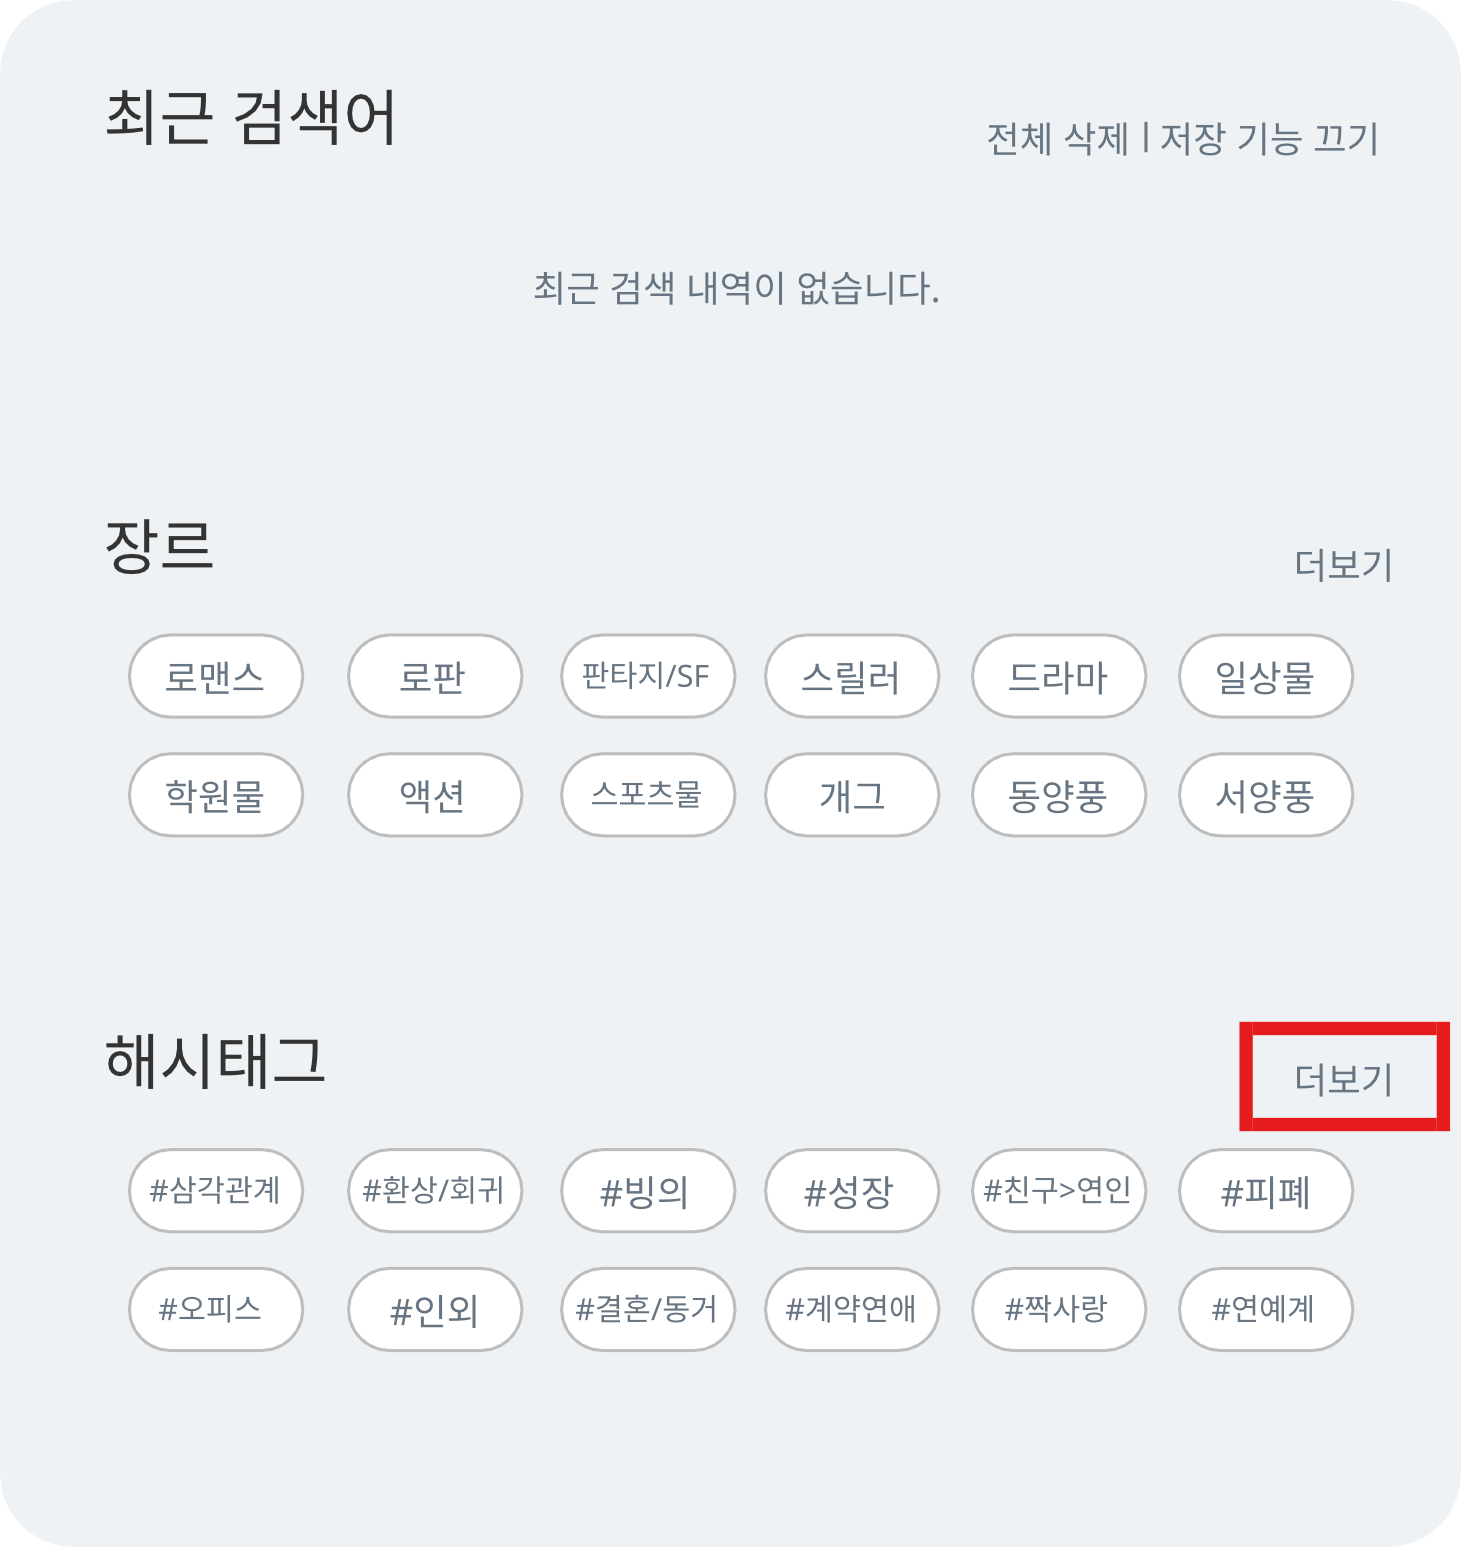 최근 검색어
전체 삭제 | 저장 기능 끄기
최근 검색 내역이 없습니다.
장르
더보기
로맨스 로판 판타지/SF 스릴러 드라마 일상물
학원물 액션 스포츠물 개그 동양풍 서양풍
해시태그
더보기
#삼각관계 #환상/회귀 #빙의 #성장 #친구>연인 #피폐
#오피스 #인외 #결혼/동거 #계약연애 #짝사랑 #연예계